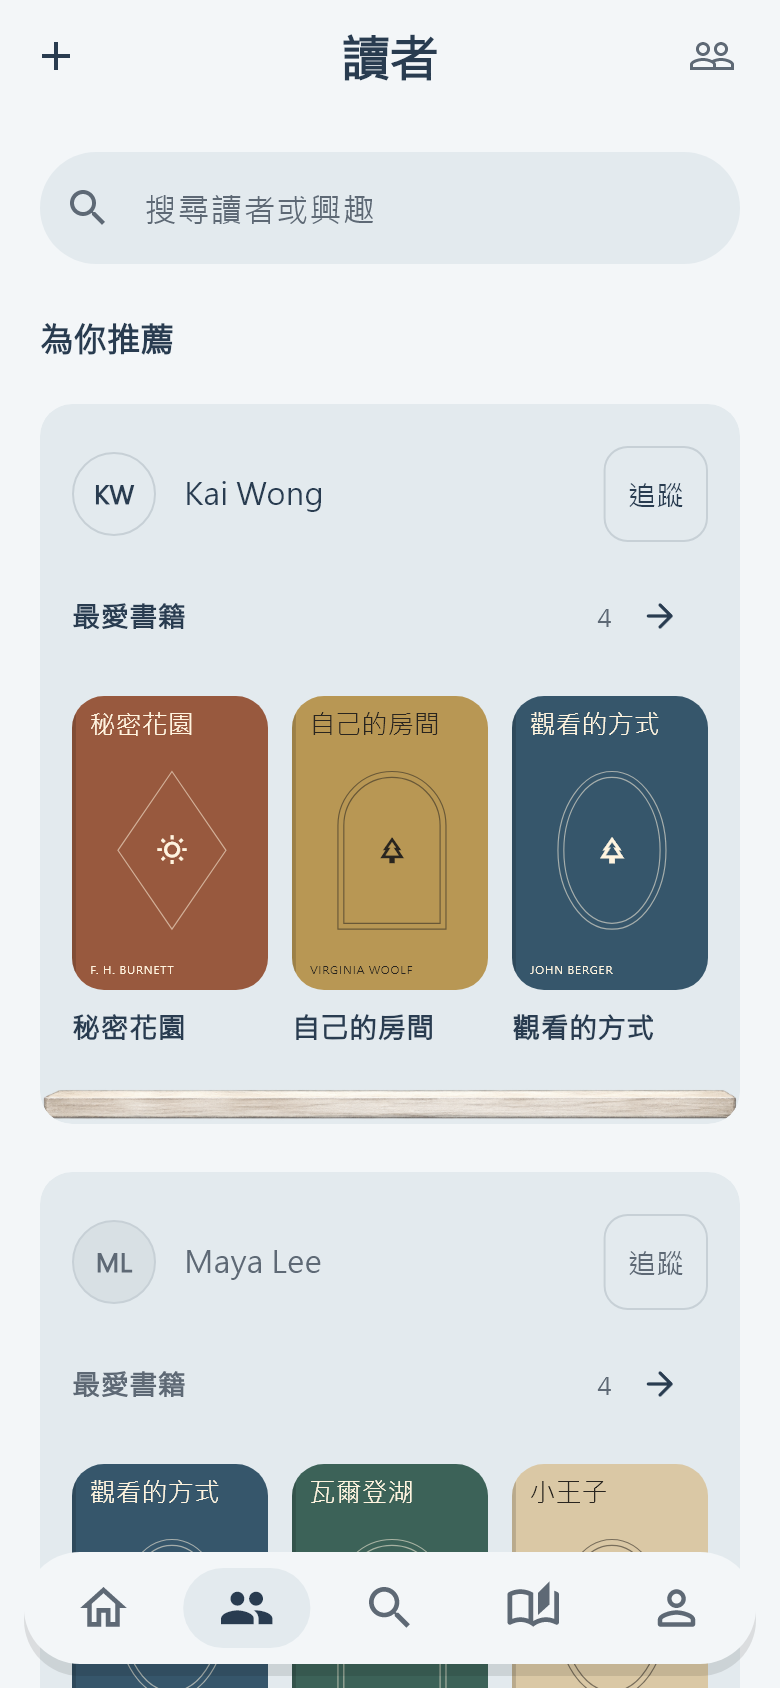 讀者
搜尋讀者或興趣
為你推薦
KW Kai Wong 追蹤
最愛書籍 4
秘密花園 自己的房間 觀看的方式
F. H. BURNETT VIRGINIA WOOLF JOHN BERGER
秘密花園 自己的房間 觀看的方式
ML Maya Lee 追蹤
最愛書籍 4
觀看的方式 瓦爾登湖 小王子